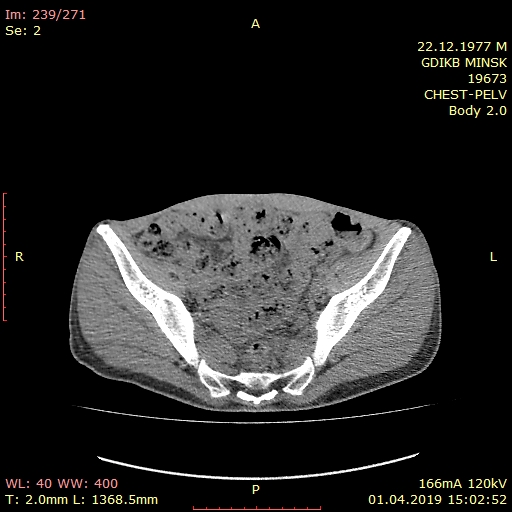 Im: 239/271
Se: 2
A
22.12.1977 M
GDIKB MINSK
19673
CHEST-PELV
Body 2.0
R
L
WL: 40 WW: 400
T: 2.0mm L: 1368.5mm
P
166mA 120kV
01.04.2019 15:02:52